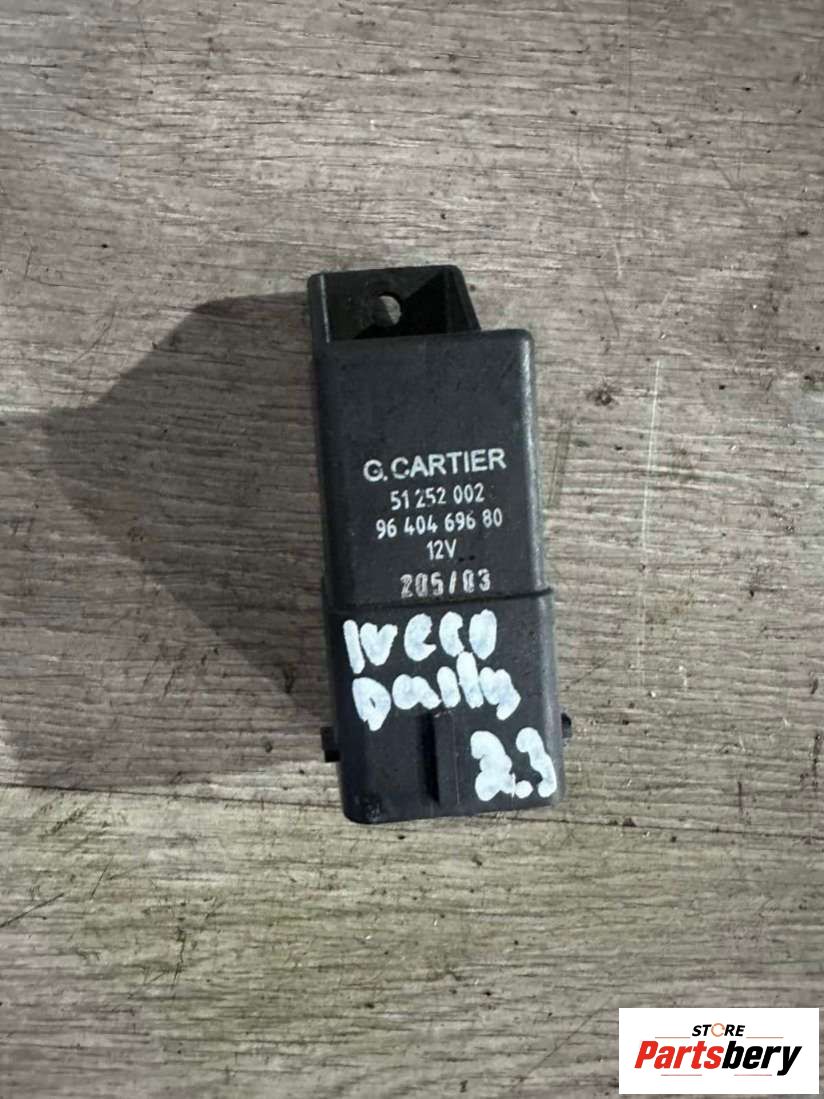 G.CARTIER
51 252 002
96 404 696 80
12V
205/03
Iveco
Daily
2.3
STORE
Partsbery